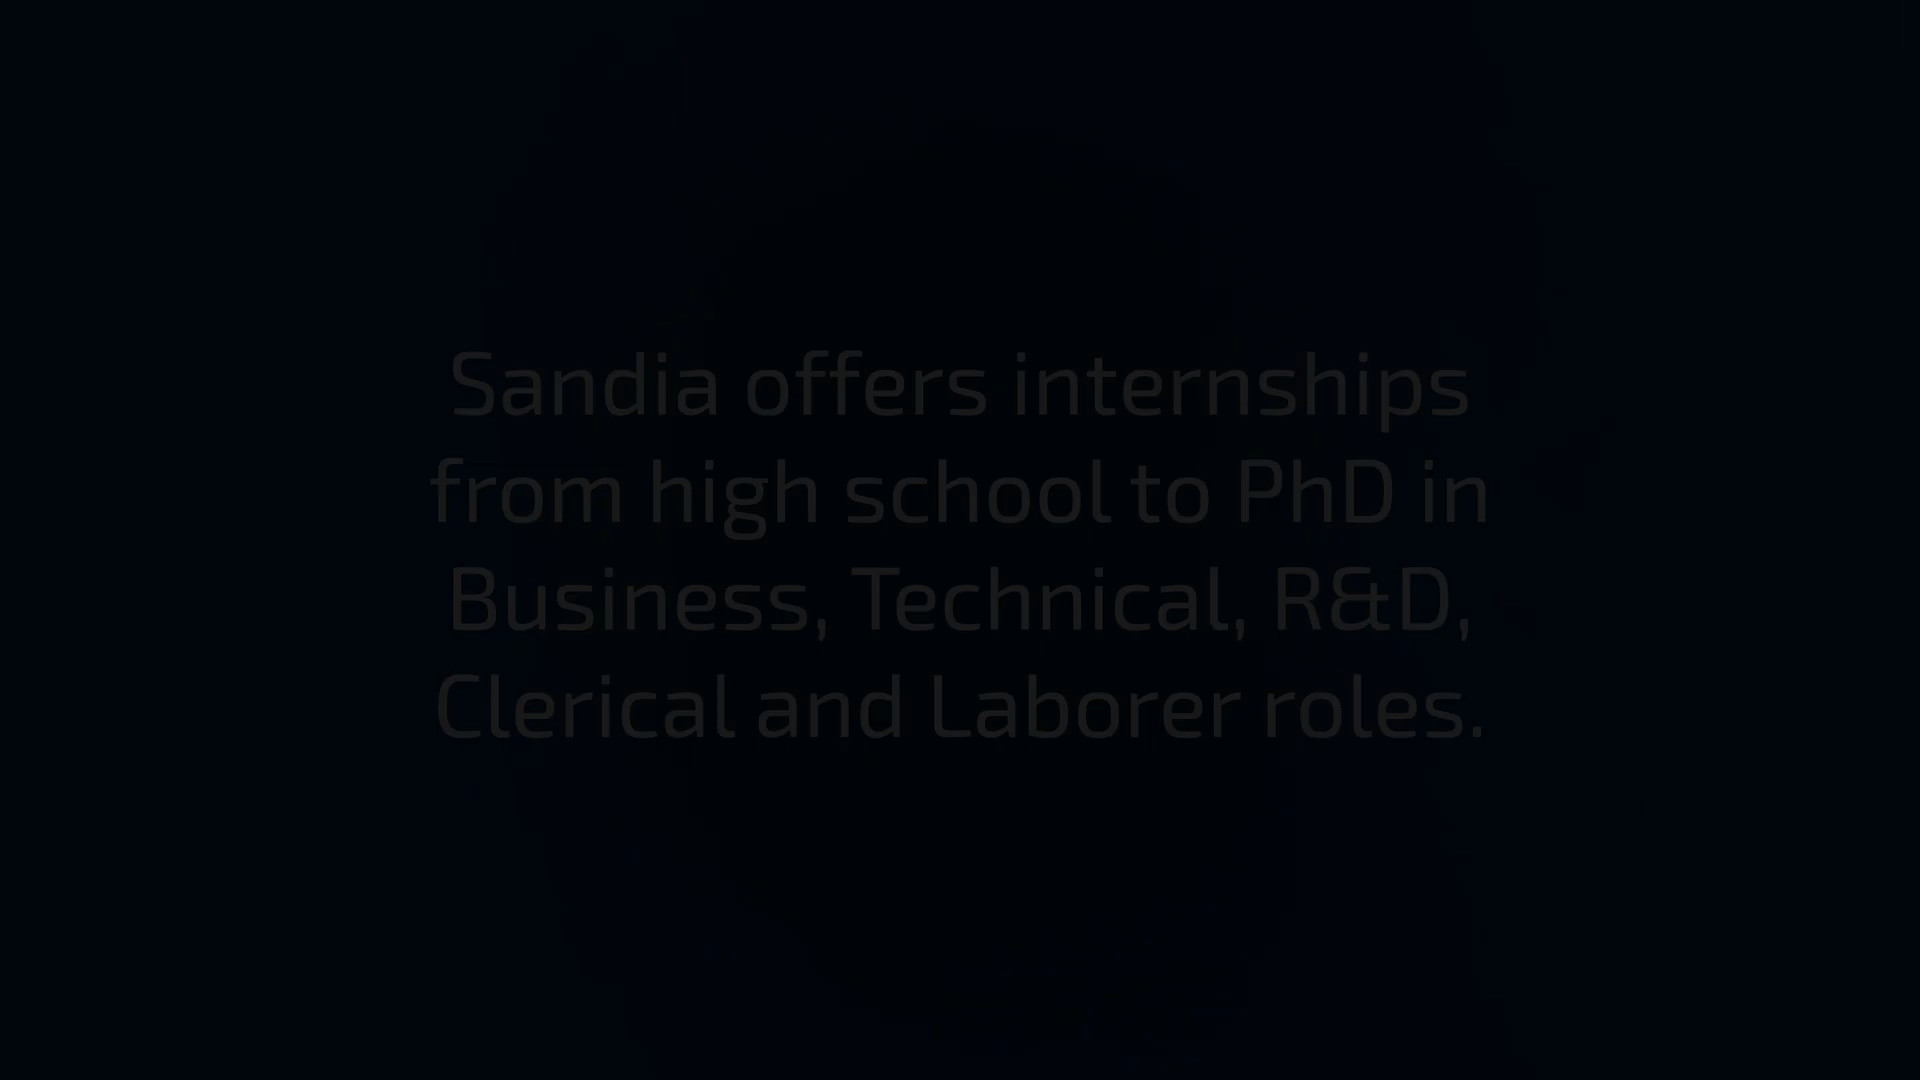 Sandia offers internships
from high school to PhD in
Business, Technical, R&D,
Clerical and Laborer roles.